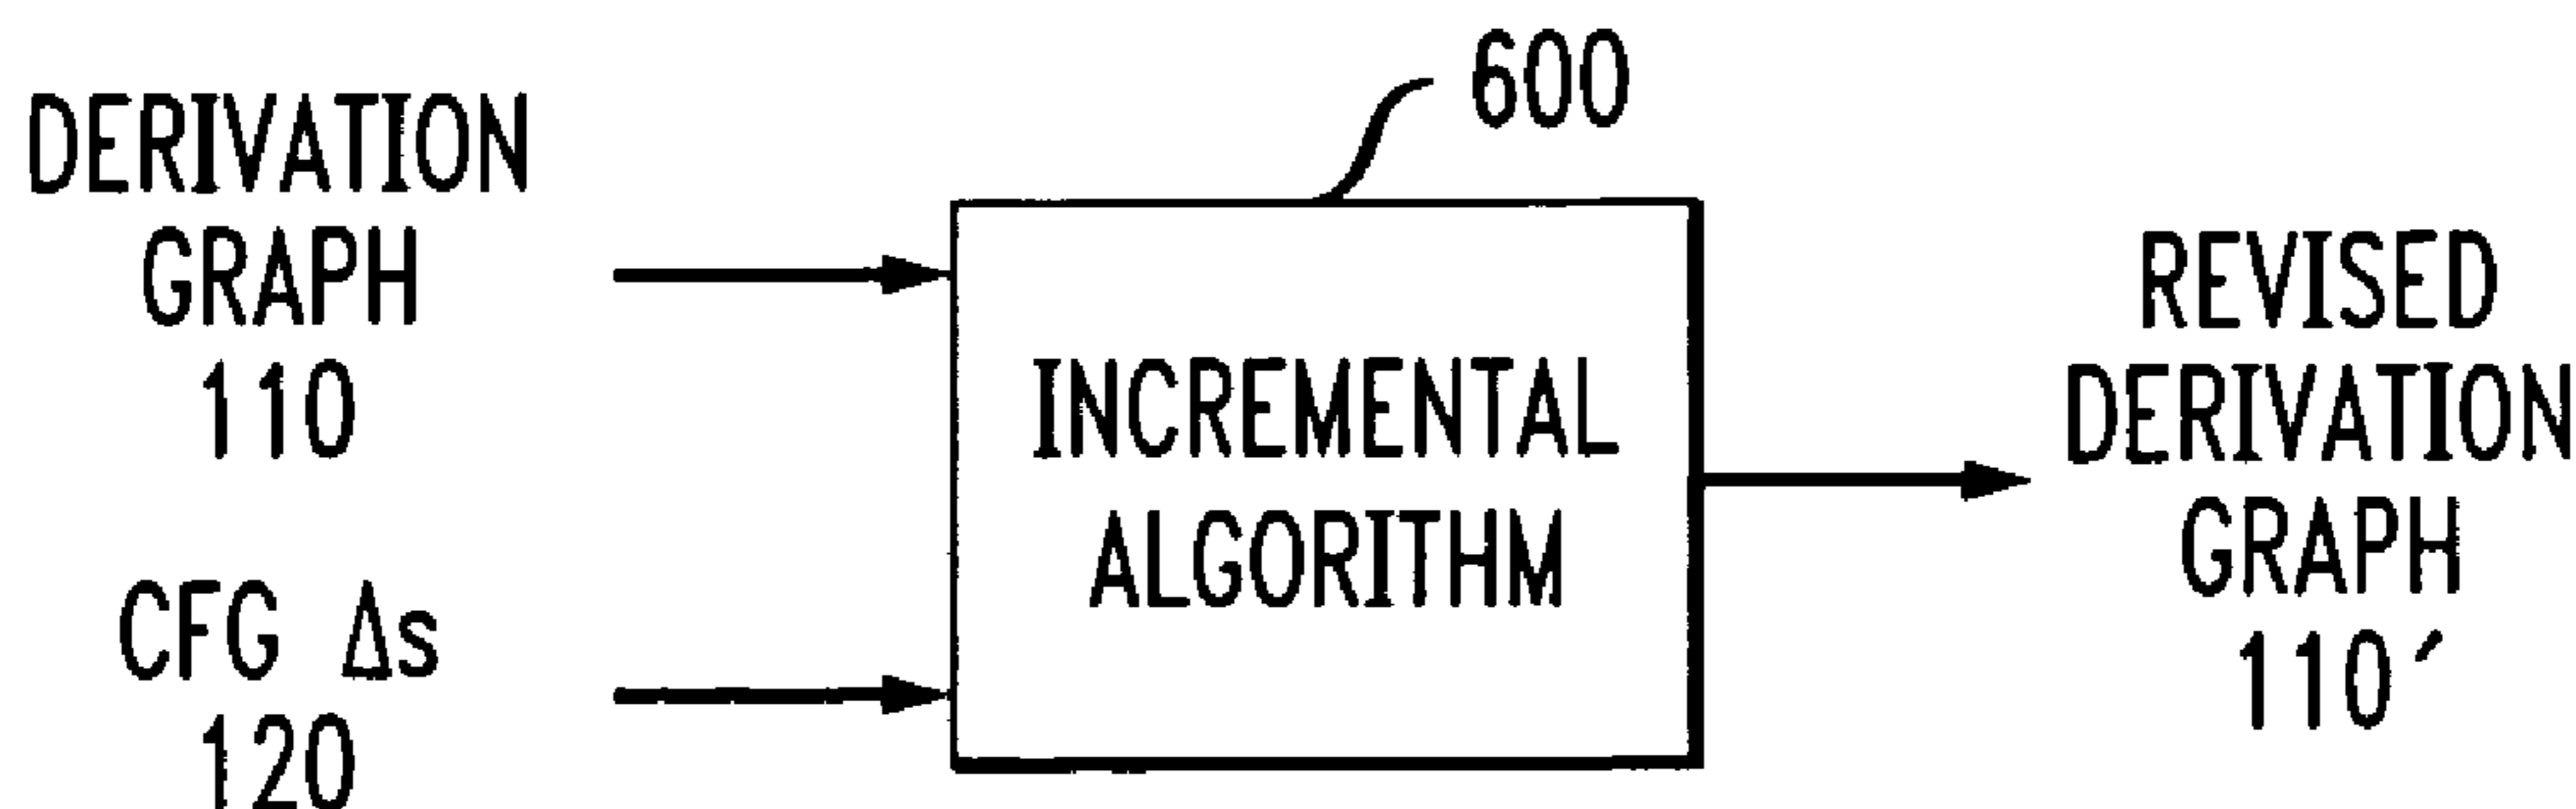 600
DERIVATION
GRAPH
110
CFG Δs
120
INCREMENTAL
ALGORITHM
REVISED
DERIVATION
GRAPH
110′